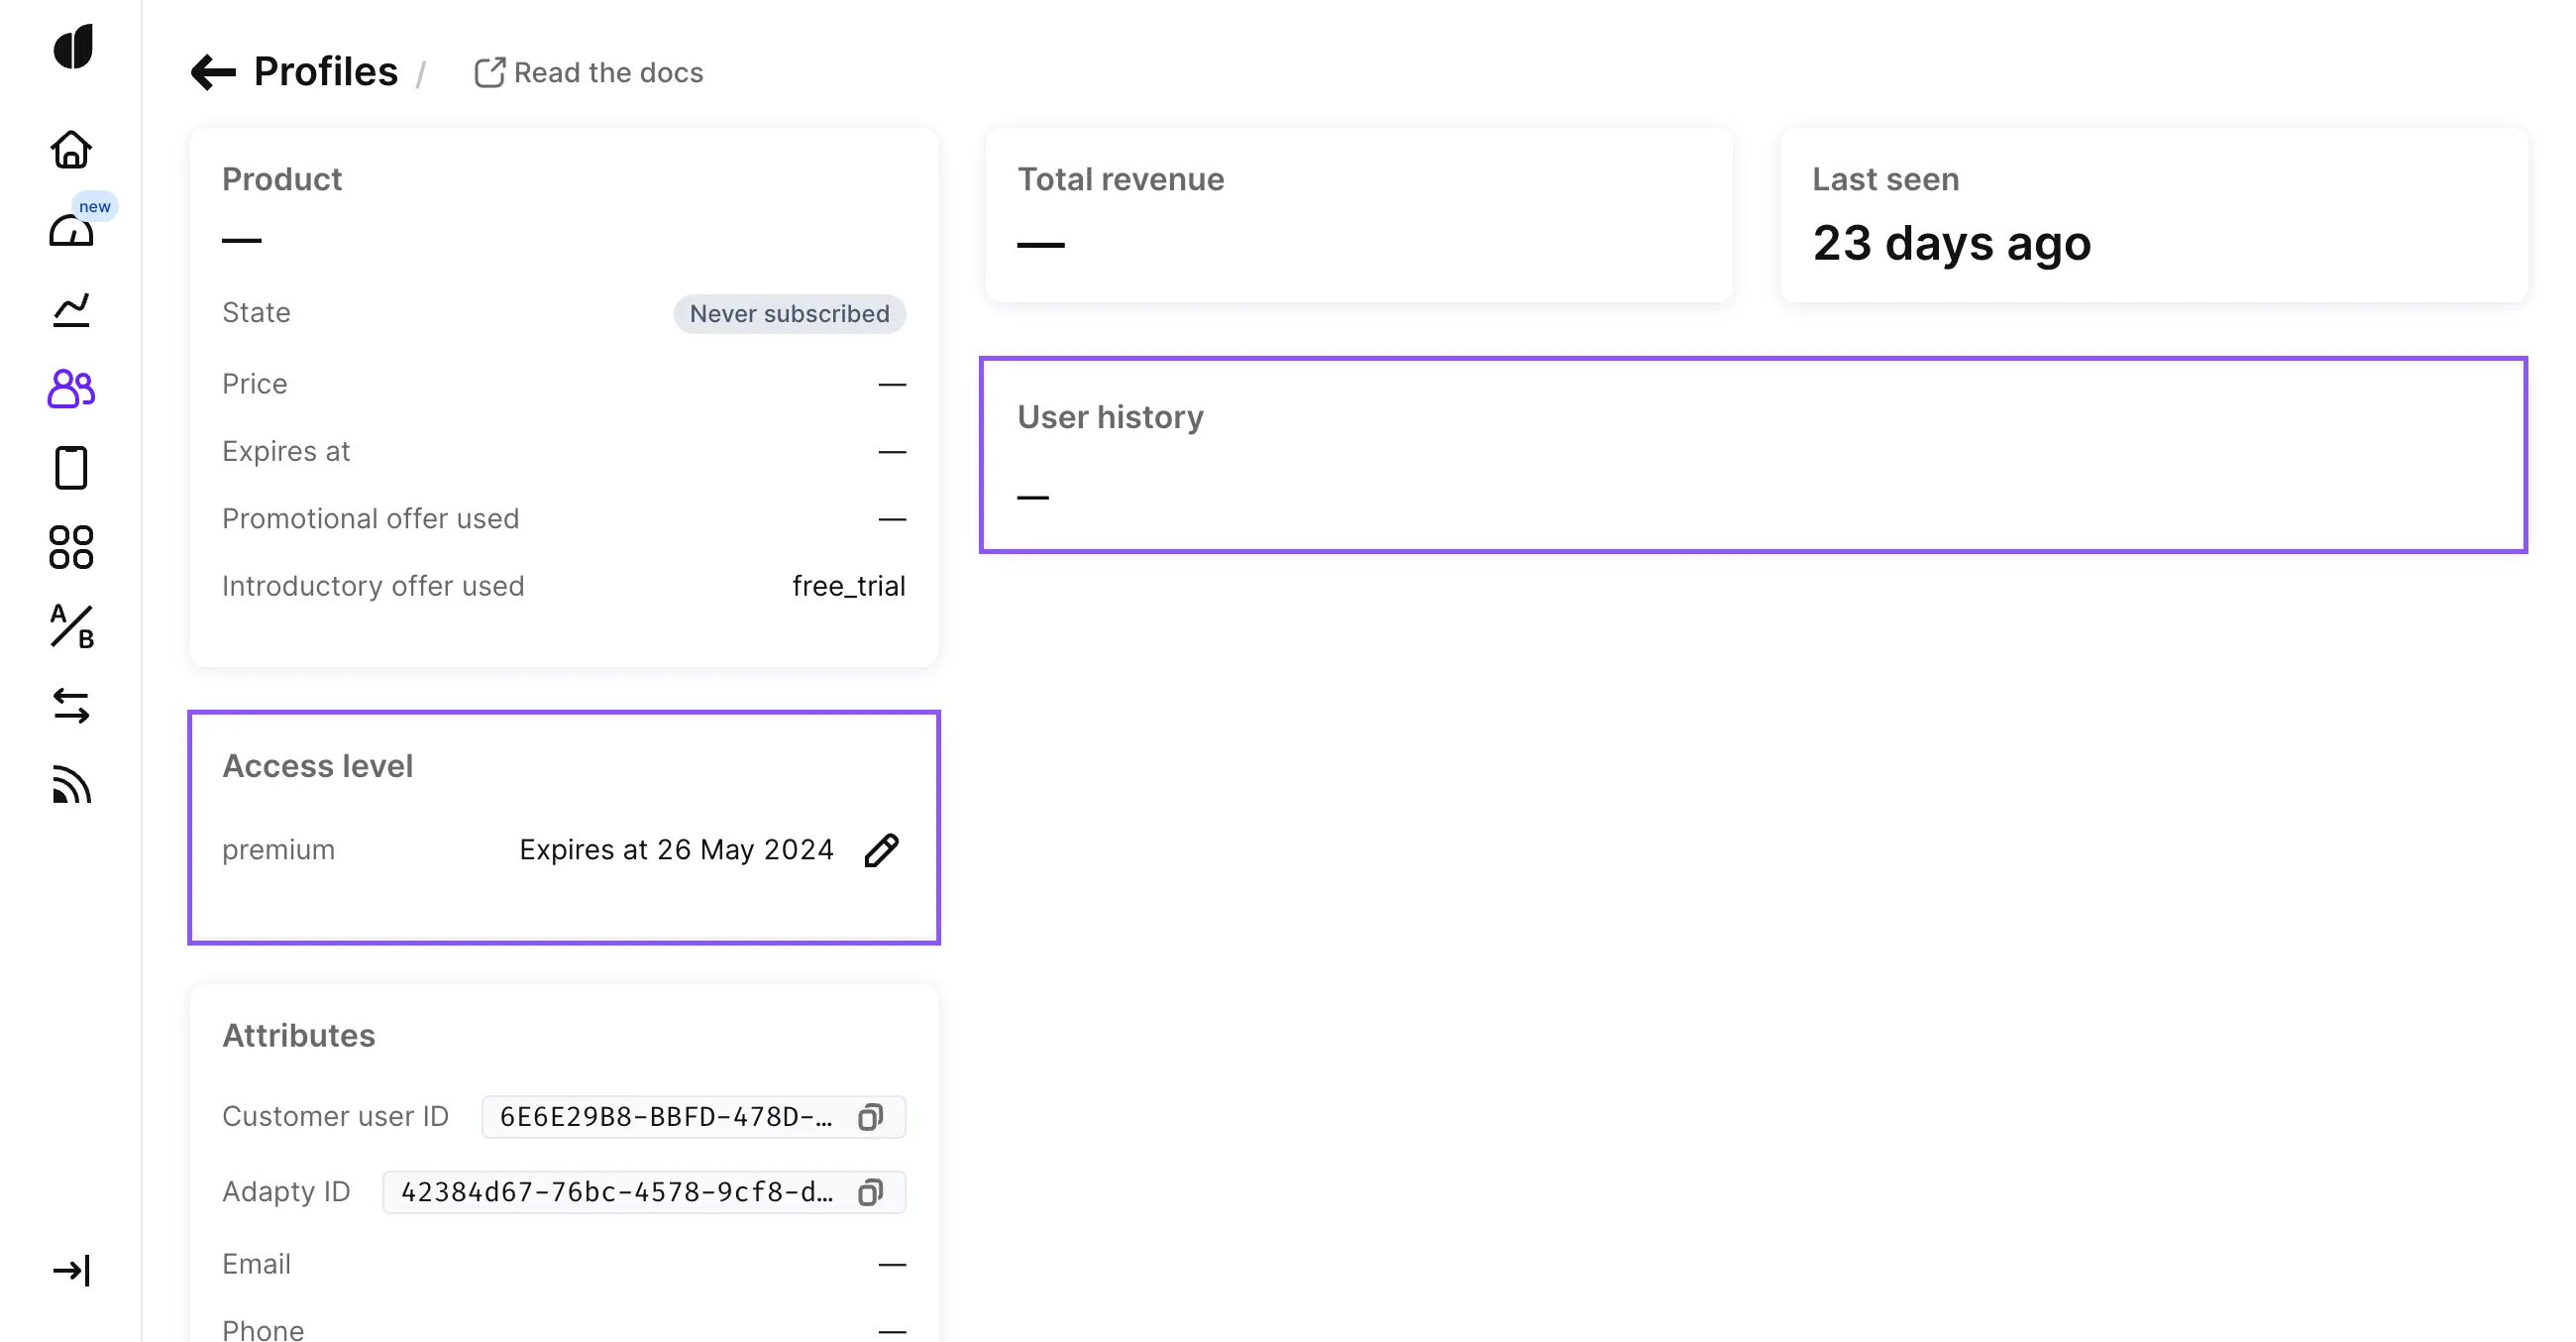 Profiles / Read the docs
new
Product
—
State Never subscribed
Price —
Expires at —
Promotional offer used —
Introductory offer used free_trial
Total revenue
—
Last seen
23 days ago
User history
—
A/B
Access level
premium Expires at 26 May 2024
Attributes
Customer user ID 6E6E29B8-BBFD-478D-…
Adapty ID 42384d67-76bc-4578-9cf8-d…
Email —
Phone —